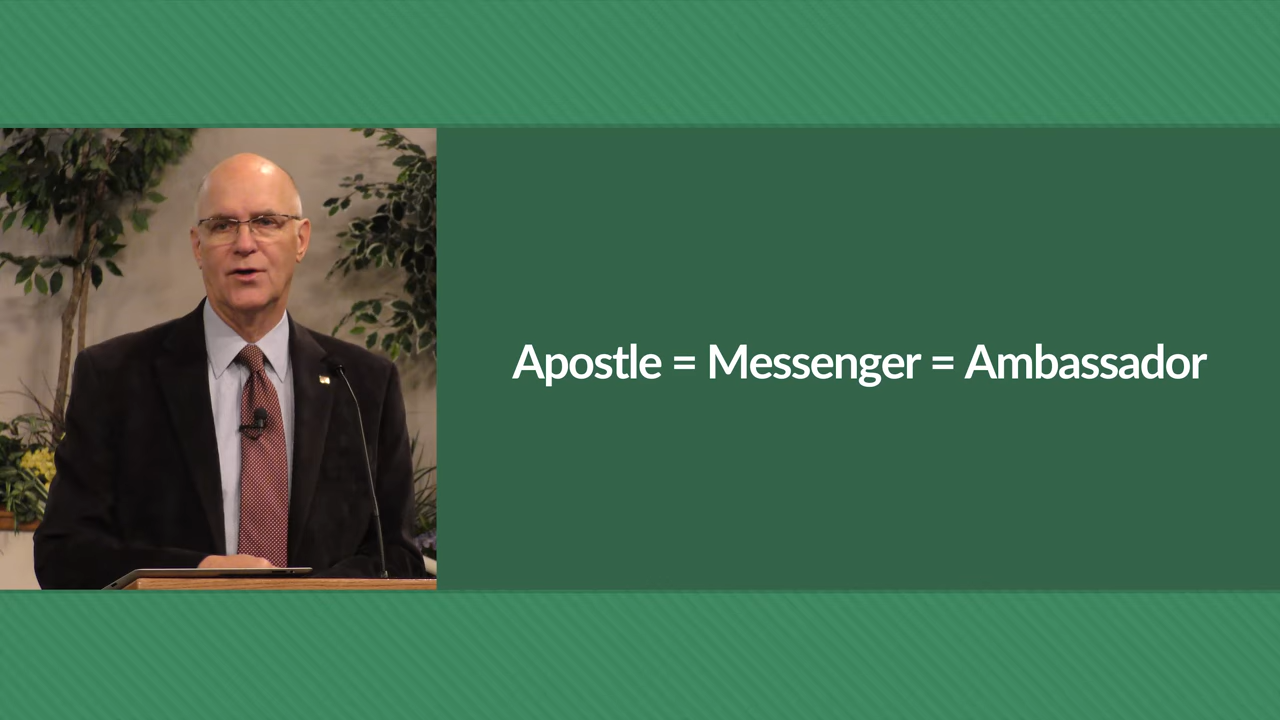 Apostle = Messenger = Ambassador